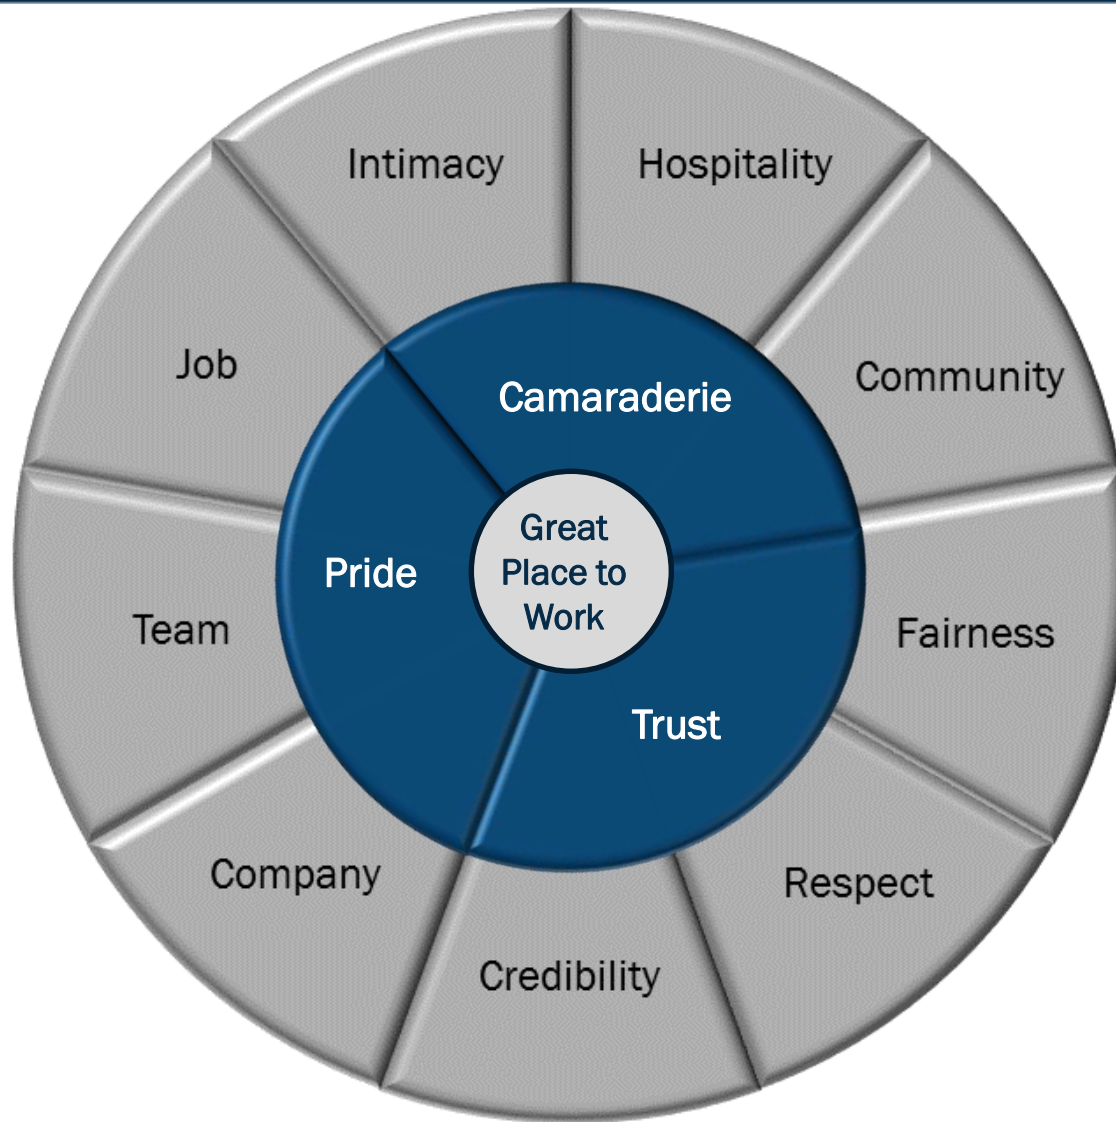 Intimacy
Hospitality
Job
Community
Camaraderie
Great
Place to
Work
Pride
Team
Fairness
Trust
Company
Respect
Credibility